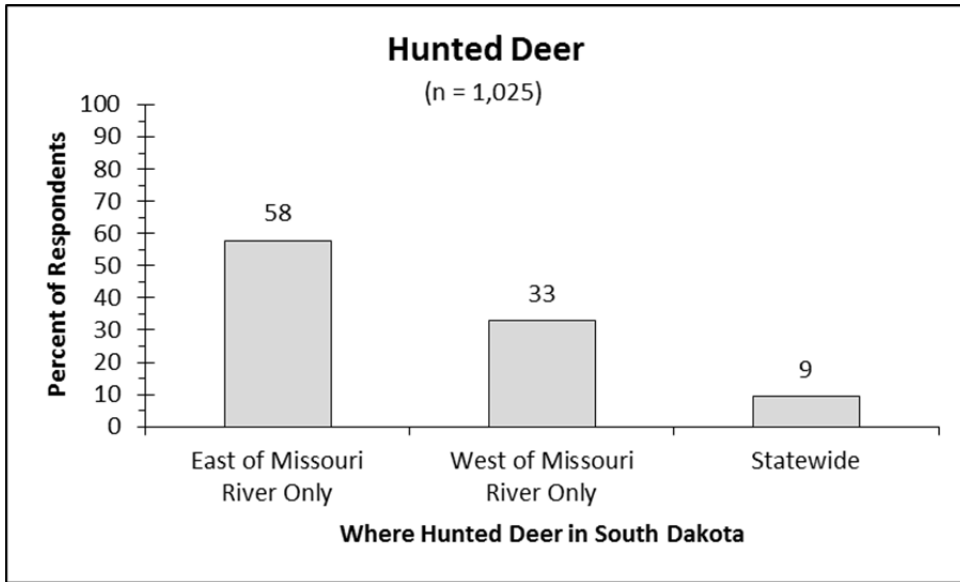 Hunted Deer
(n = 1,025)
Percent of Respondents
100
90
80
70
60
50
40
30
20
10
0
58
33
9
East of Missouri
River Only
West of Missouri
River Only
Statewide
Where Hunted Deer in South Dakota